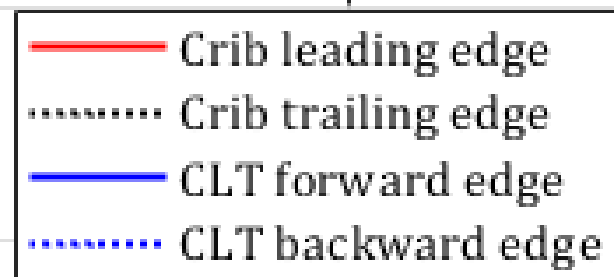 Crib leading edge
Crib trailing edge
CLT forward edge
CLT backward edge